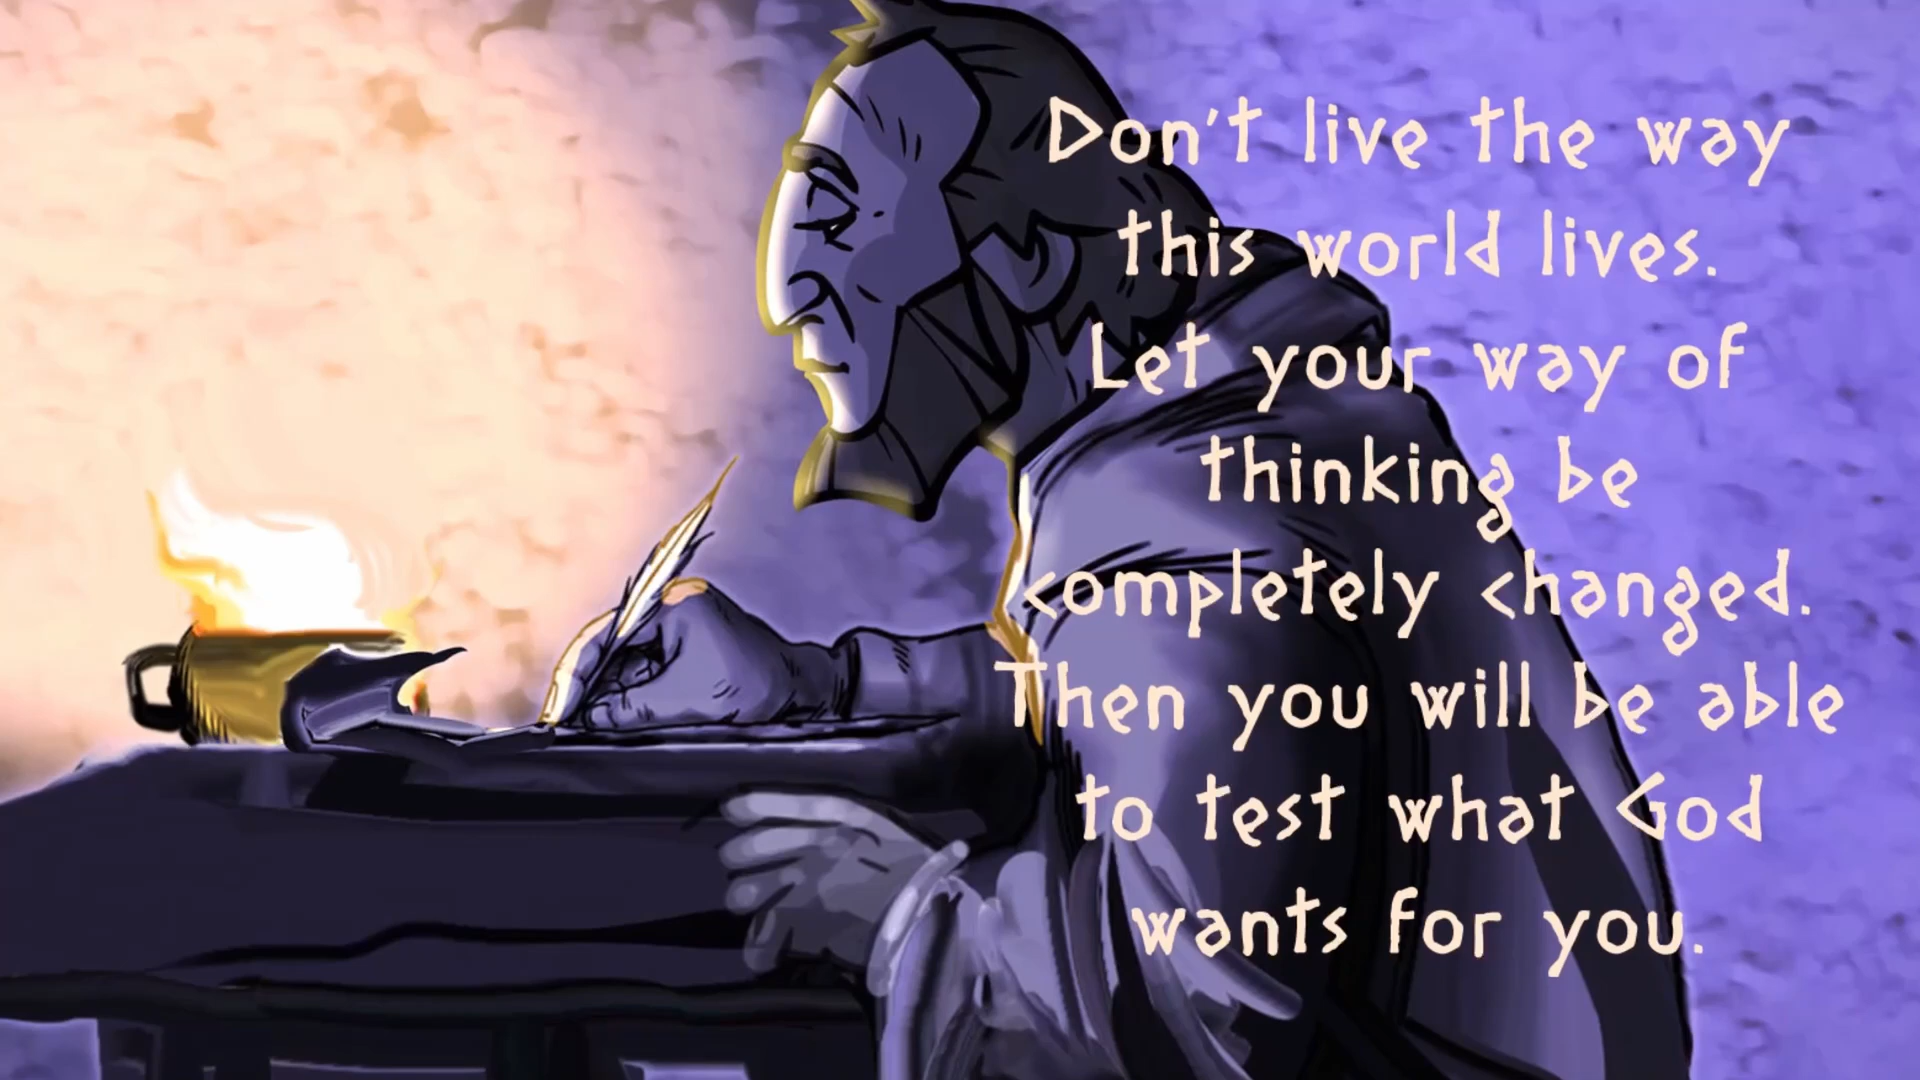 Don't live the way
this world lives.
Let your way of
thinking be
completely changed.
Then you will be able
to test what God
wants for you.